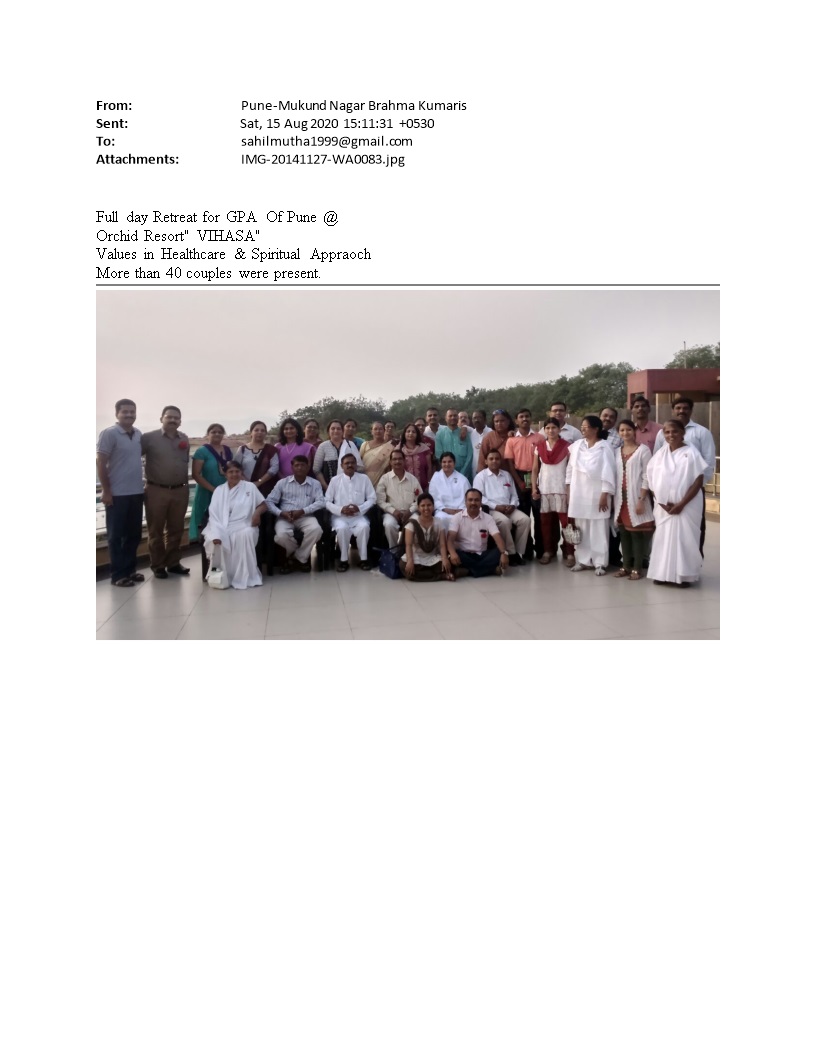 From: Pune-Mukund Nagar Brahma Kumaris
Sent: Sat, 15 Aug 2020 15:11:31 +0530
To: sahilmutha1999@gmail.com
Attachments: IMG-20141127-WA0083.jpg
Full day Retreat for GPA Of Pune @
Orchid Resort" VIHASA"
Values in Healthcare & Spiritual Appraoch
More than 40 couples were present.